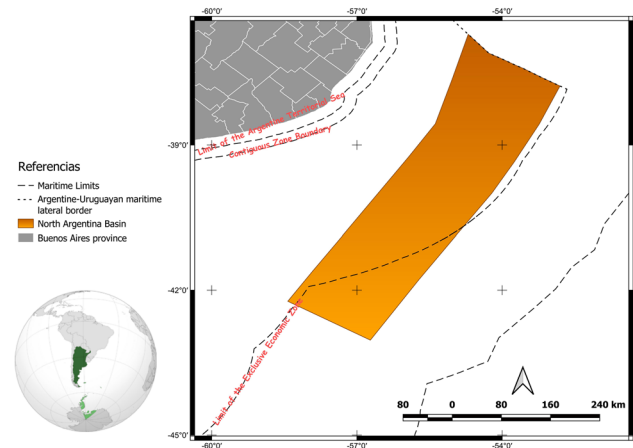 -60°0'
-57°0'
-54°0'
-39°0'
-42°0'
-45°0'
Limit of the Argentine Territorial Sea
Contiguous Zone Boundary
Limit of the Exclusive Economic Zone
Referencias
Maritime Limits
Argentine-Uruguayan maritime
lateral border
North Argentina Basin
Buenos Aires province
80 0 80 160 240 km
-60°0'
-57°0'
-54°0'